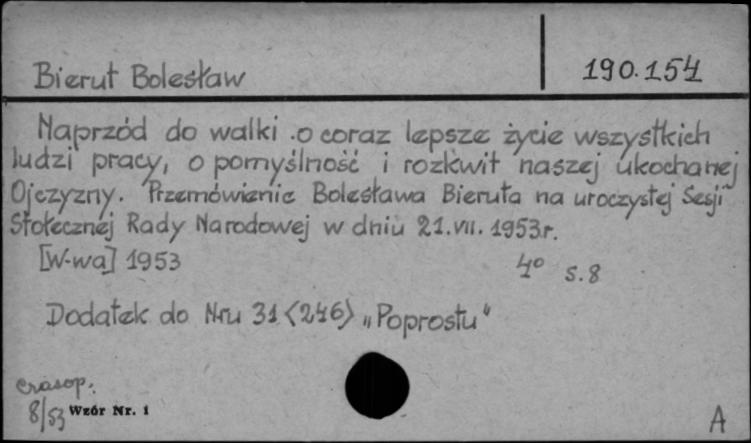 Bierut Bolesław
190.154
Naprzód do walki .o coraz lepsze życie wszystkich
ludzi pracy, o pomyślność i rozkwit naszej ukochanej
Ojczyzny. Przemówienie Bolesława Bieruta na uroczystej Sesji
Stołecznej Rady Narodowej w dniu 21.VII.1953r.
[W-wa] 1953
4° s.8
Dodatek do Nru 31 <246> „Poprostu"
czasop.
8/53 Wzór Nr. 1
A